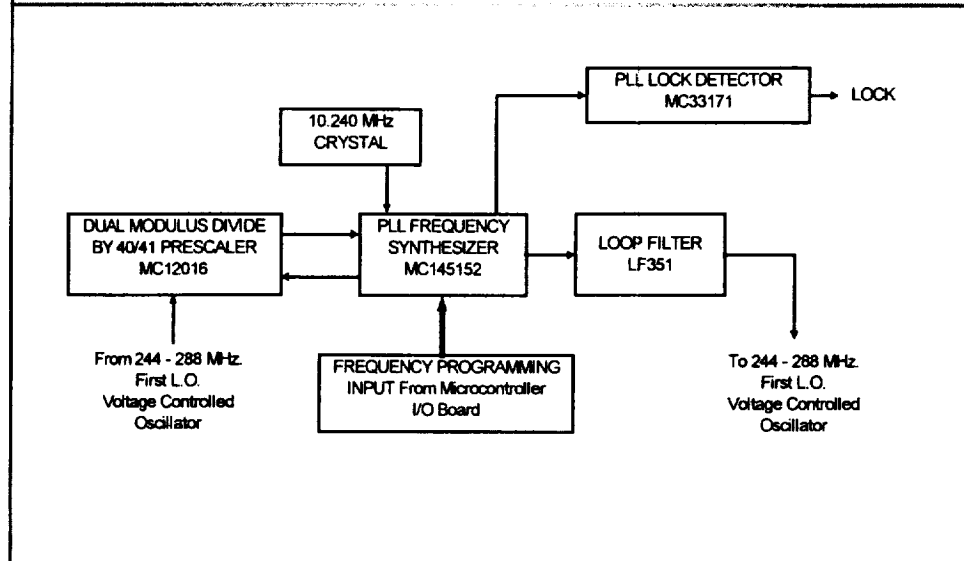 PLL LOCK DETECTOR
MC33171
LOCK
10.240 MHz
CRYSTAL
DUAL MODULUS DIVIDE
BY 40/41 PRESCALER
MC12016
PLL FREQUENCY
SYNTHESIZER
MC145152
LOOP FILTER
LF351
From 244 - 288 MHz.
First L.O.
Voltage Controlled
Oscillator
FREQUENCY PROGRAMMING
INPUT From Microcontroller
I/O Board
To 244 - 288 MHz.
First L.O.
Voltage Controlled
Oscillator